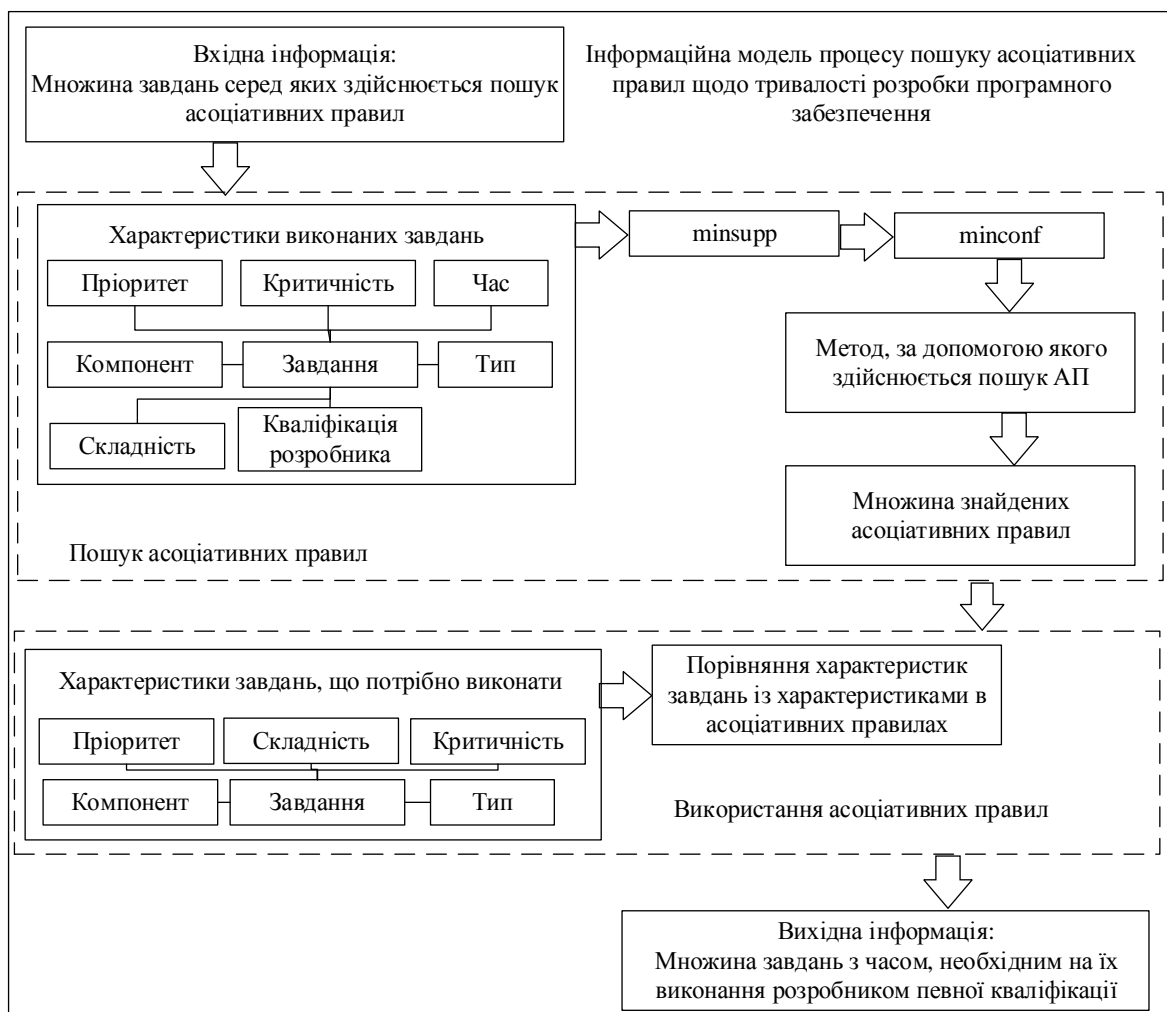 Вхідна інформація:
Множина завдань серед яких здійснюється пошук
асоціативних правил
Інформаційна модель процесу пошуку асоціативних
правил щодо тривалості розробки програмного
забезпечення
Характеристики виконаних завдань
minsupp
minconf
Пріоритет
Критичність
Час
Компонент
Завдання
Тип
Складність
Кваліфікація
розробника
Метод, за допомогою якого
здійснюється пошук АП
Множина знайдених
асоціативних правил
Пошук асоціативних правил
Характеристики завдань, що потрібно виконати
Пріоритет
Складність
Критичність
Компонент
Завдання
Тип
Порівняння характеристик
завдань із характеристиками в
асоціативних правилах
Використання асоціативних правил
Вихідна інформація:
Множина завдань з часом, необхідним на їх
виконання розробником певної кваліфікації